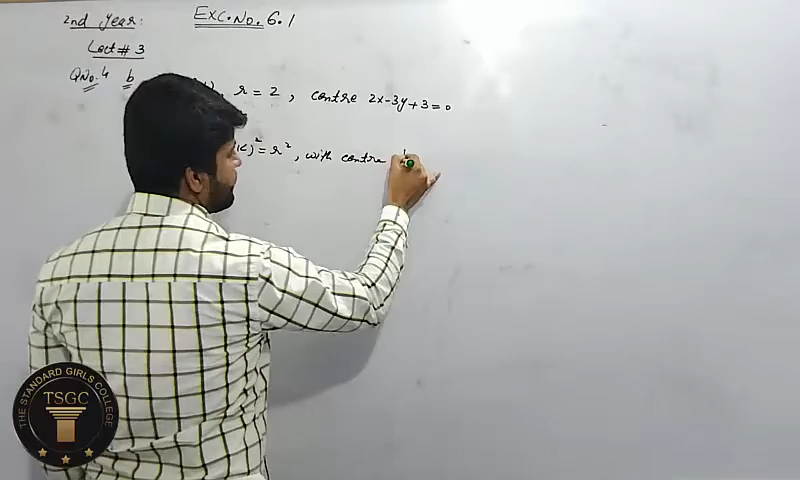 2nd Year: Exc. No. 6.1
Lect # 3
Q No. 4 b r = 2, centre 2x-3y+3=0
)² = r², with centre
THE STANDARD GIRLS COLLEGE
TSGC